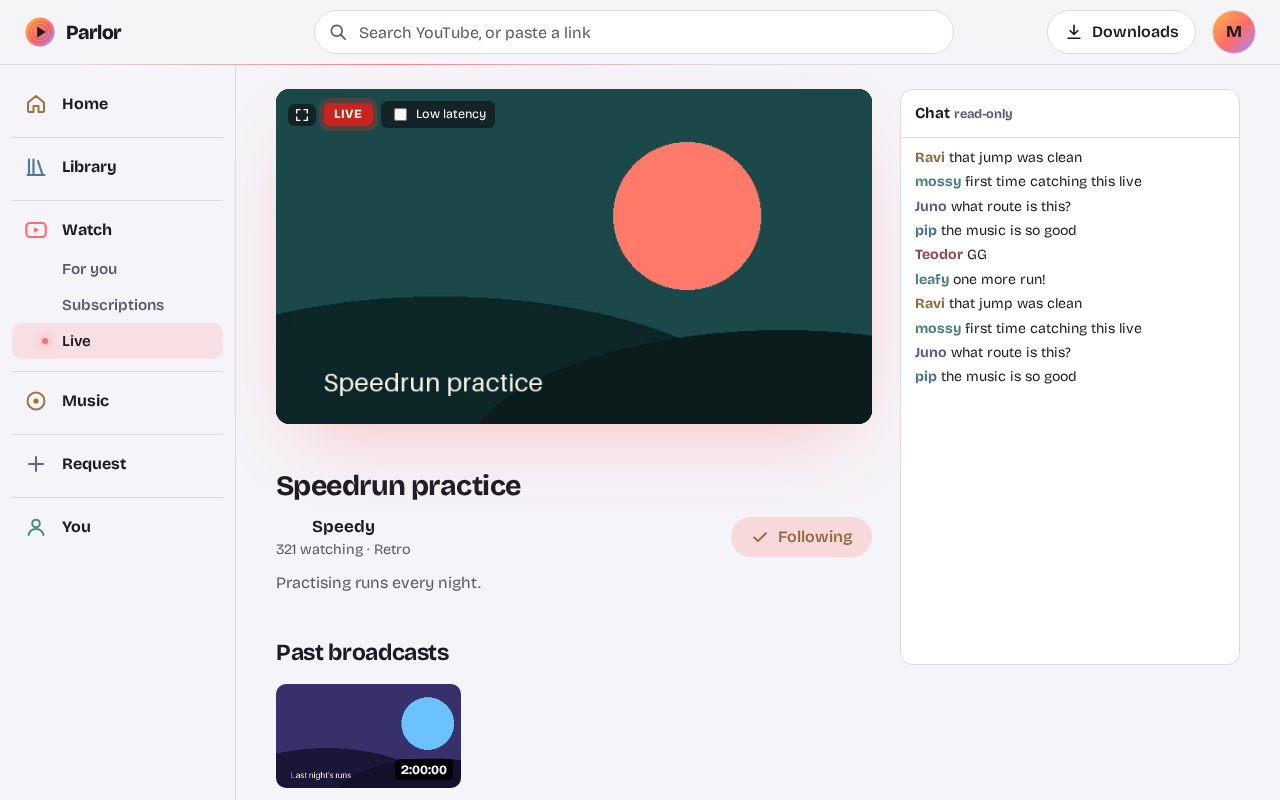 Parlor
Search YouTube, or paste a link
Downloads
M
Home
Library
Watch
For you
Subscriptions
Live
Music
Request
You
LIVE
Low latency
Speedrun practice
Speedrun practice
Speedy
321 watching · Retro
Following
Practising runs every night.
Past broadcasts
Last night's runs
2:00:00
Chat read-only
Ravi that jump was clean
mossy first time catching this live
Juno what route is this?
pip the music is so good
Teodor GG
leafy one more run!
Ravi that jump was clean
mossy first time catching this live
Juno what route is this?
pip the music is so good